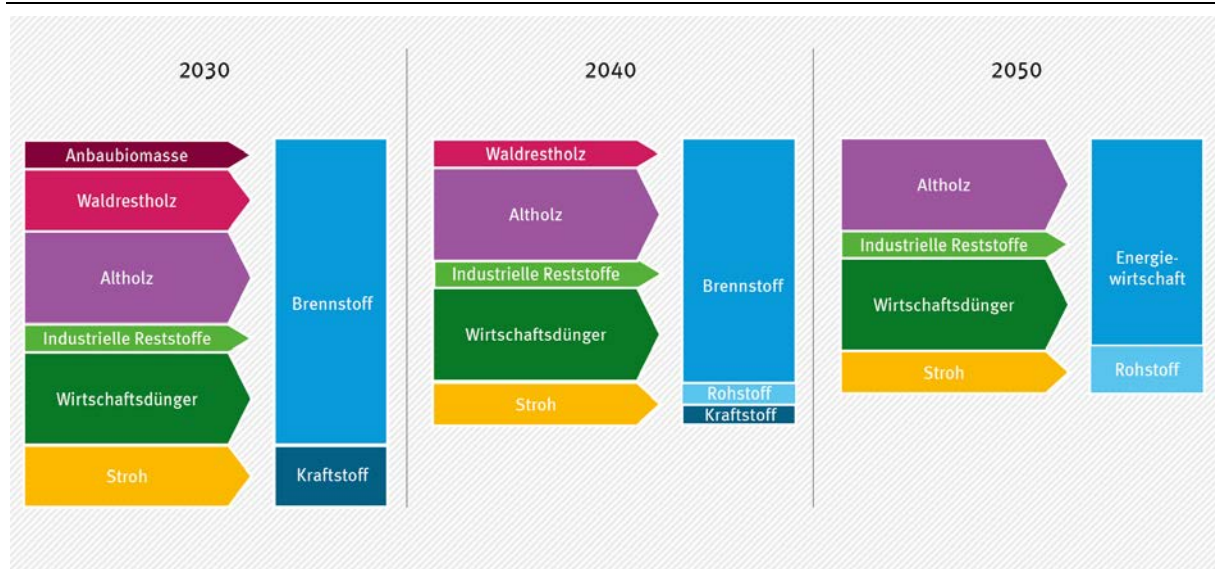 2030
Anbaubiomasse
Waldrestholz
Altholz
Industrielle Reststoffe
Wirtschaftsdünger
Stroh
Brennstoff
Kraftstoff
2040
Waldrestholz
Altholz
Industrielle Reststoffe
Wirtschaftsdünger
Stroh
Brennstoff
Rohstoff
Kraftstoff
2050
Altholz
Industrielle Reststoffe
Wirtschaftsdünger
Stroh
Energie-
wirtschaft
Rohstoff